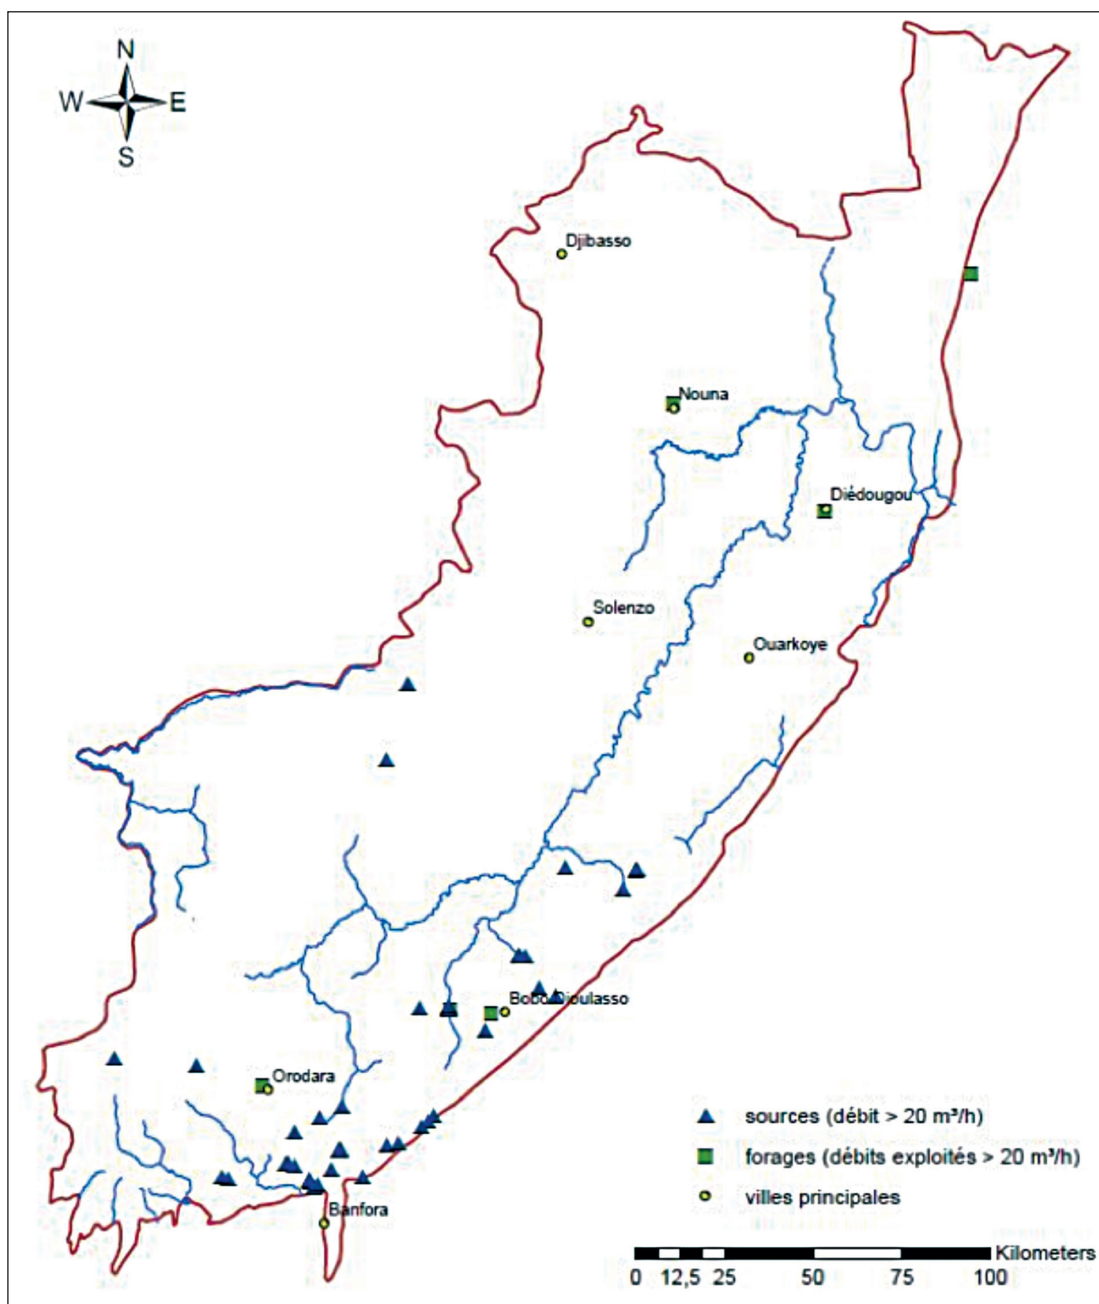 N
W E
S
Djibasso
Nouna
Diédougou
Solenzo
Ouarkoye
Bobo-Dioulasso
Orodara
Banfora
sources (débit > 20 m³/h)
forages (débits exploités > 20 m³/h)
villes principales
Kilometers
0 12,5 25 50 75 100